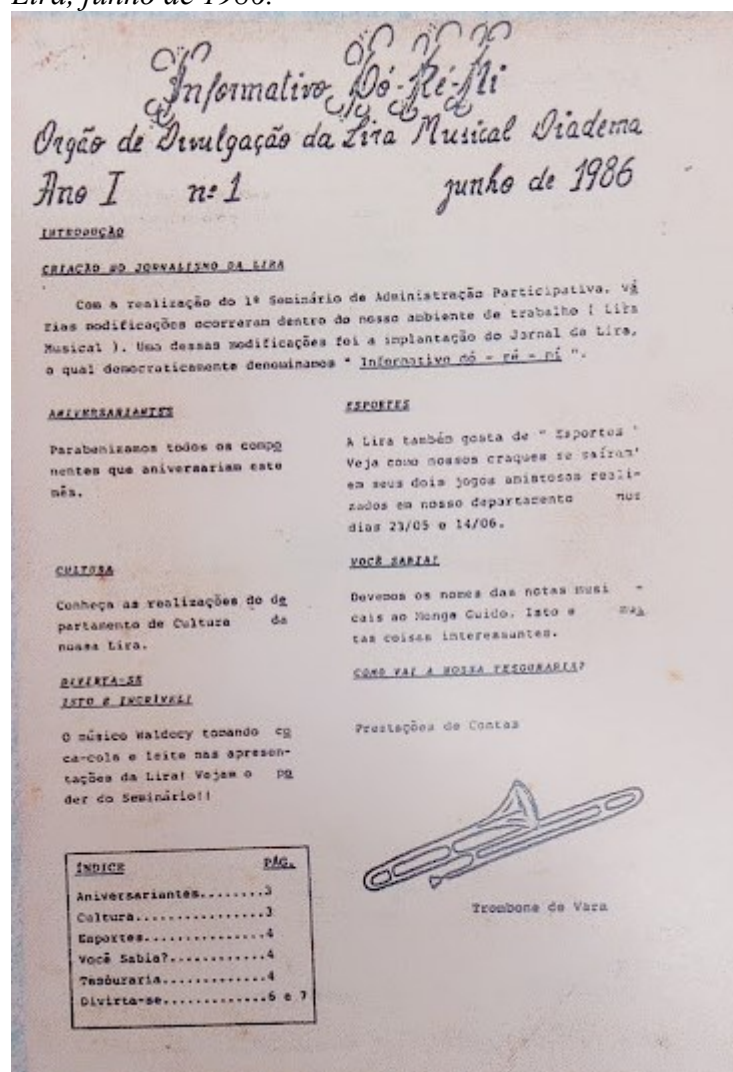 Lira, junho de 1986.
Informativo Dó-Ré-Mi
Orgão de Divulgação da Lira Musical Diadema
Ano I nº 1 junho de 1986
INTRODUÇÃO
CRIAÇÃO DO JORNALISMO DA LIRA
Com a realização do 1º Seminário de Administração Participativa, vá
rias modificações ocorreram dentro do nosso ambiente de trabalho ( Lira
Musical ). Uma dessas modificações foi a implantação do Jornal da Lira,
o qual democraticamente denominamos " Informativo dó - ré - mí ".
ANIVERSARIANTES
Parabenizamos todos os compo
nentes que aniversariam este
mês.
CULTURA
Conheça as realizações do de
partamento de Cultura da
nossa Lira.
DIVIRTA-SE
ISTO É INCRÍVEL!
O músico Waldecy tomando co
ca-cola e leite nas apresen-
tações da Lira! Vejam o po
der do Seminário!!
ESPORTES
A Lira também gosta de " Esportes "
Veja como nossos craques se saíram'
em seus dois jogos amistosos reali-
zados em nosso departamento nos
dias 23/05 e 14/06.
VOCÊ SABIA!
Devemos os nomes das notas musi -
cais ao Monge Guido. Isto e mui
tas coisas interessantes.
COMO VAI A NOSSA TESOURARIA?
Prestações de Contas
Trombone de Vara
ÍNDICE PÁG.
Aniversariantes........3
Cultura...............3
Esportes..............4
Você Sabia?...........4
Tesouraria............4
Divirta-se............6 e 7